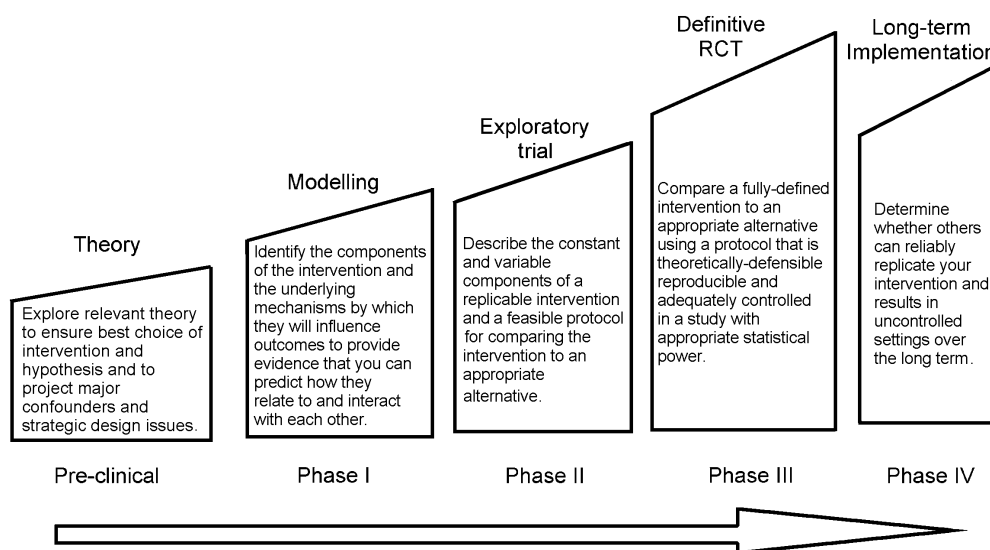 Theory
Explore relevant theory
to ensure best choice of
intervention and
hypothesis and to
project major
confounders and
strategic design issues.
Pre-clinical
Modelling
Identify the components
of the intervention and
the underlying
mechanisms by which
they will influence
outcomes to provide
evidence that you can
predict how they
relate to and interact
with each other.
Phase I
Exploratory
trial
Describe the constant
and variable
components of a
replicable intervention
and a feasible protocol
for comparing the
intervention to an
appropriate
alternative.
Phase II
Definitive
RCT
Compare a fully-defined
intervention to an
appropriate alternative
using a protocol that is
theoretically-defensible
reproducible and
adequately controlled
in a study with
appropriate statistical
power.
Phase III
Long-term
Implementation
Determine
whether others
can reliably
replicate your
intervention and
results in
uncontrolled
settings over
the long term.
Phase IV